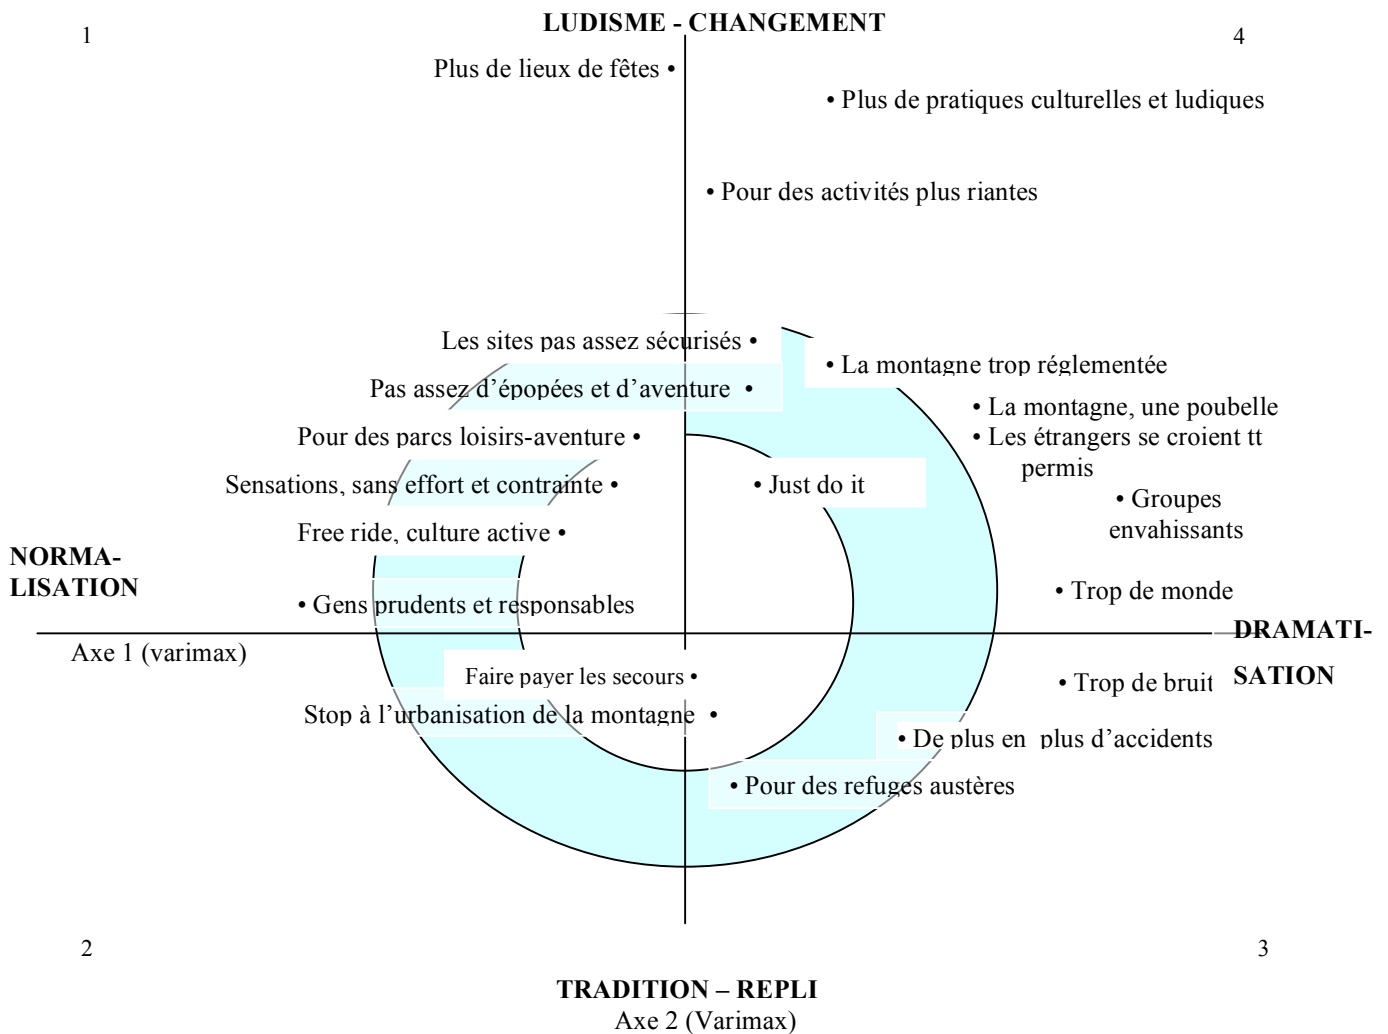 LUDISME - CHANGEMENT
1
4
Plus de lieux de fêtes •
• Plus de pratiques culturelles et ludiques
• Pour des activités plus riantes
Les sites pas assez sécurisés •
• La montagne trop réglementée
Pas assez d’épopées et d’aventure •
• La montagne, une poubelle
Pour des parcs loisirs-aventure •
• Les étrangers se croient tt
permis
Sensations, sans effort et contrainte •
• Just do it
• Groupes
envahissants
Free ride, culture active •
NORMA-
LISATION
• Gens prudents et responsables
• Trop de monde
DRAMATI-
SATION
Axe 1 (varimax)
Faire payer les secours •
• Trop de bruit
Stop à l’urbanisation de la montagne •
• De plus en plus d’accidents
• Pour des refuges austères
2
3
TRADITION – REPLI
Axe 2 (Varimax)